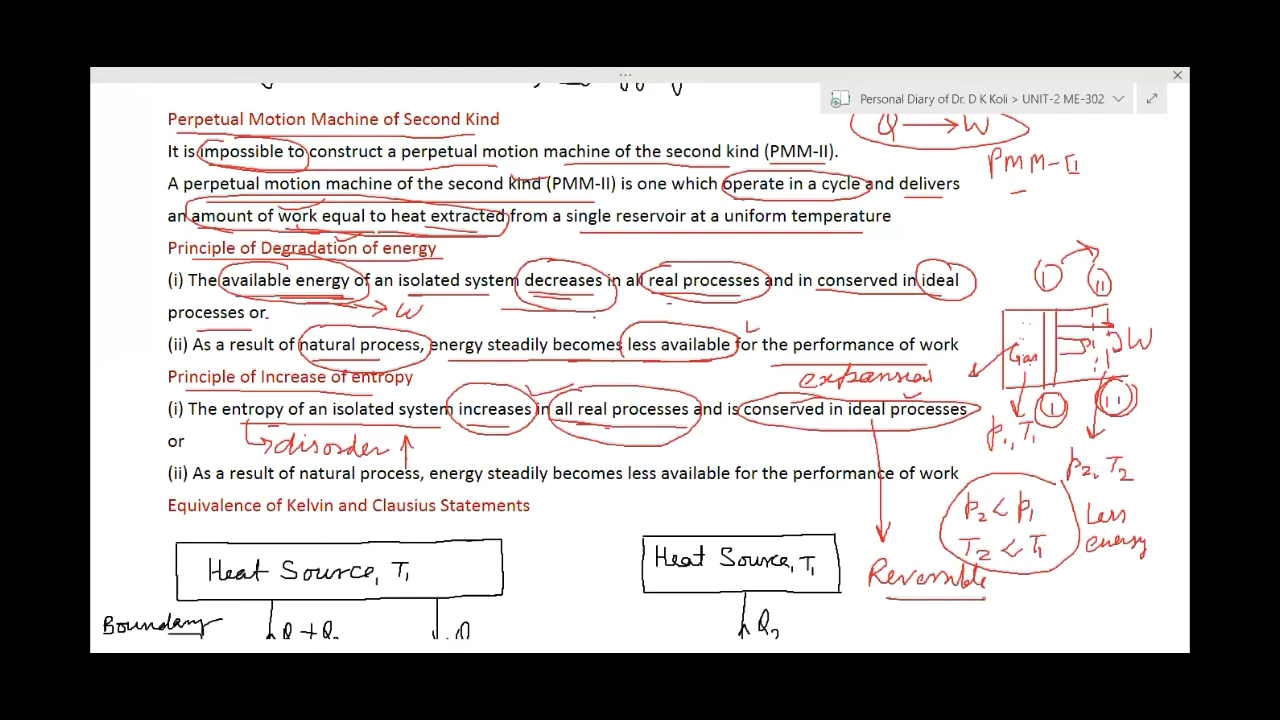 Personal Diary of Dr. D K Koli > UNIT-2 ME-302
Q → W
PMM-II
Perpetual Motion Machine of Second Kind
It is impossible to construct a perpetual motion machine of the second kind (PMM-II).
A perpetual motion machine of the second kind (PMM-II) is one which operate in a cycle and delivers
an amount of work equal to heat extracted from a single reservoir at a uniform temperature
Principle of Degradation of energy
(i) The available energy of an isolated system decreases in all real processes and in conserved in ideal
processes or
→ W
(ii) As a result of natural process, energy steadily becomes less available for the performance of work
I II
Gas
W
expansion
I II
P1, T1
P2, T2
Principle of Increase of entropy
(i) The entropy of an isolated system increases in all real processes and is conserved in ideal processes
or
disorder ↑
(ii) As a result of natural process, energy steadily becomes less available for the performance of work
P2 < P1
T2 < T1
Less
energy
Reversible
Equivalence of Kelvin and Clausius Statements
Heat Source, T1
Heat Source, T1
Boundary
Q2